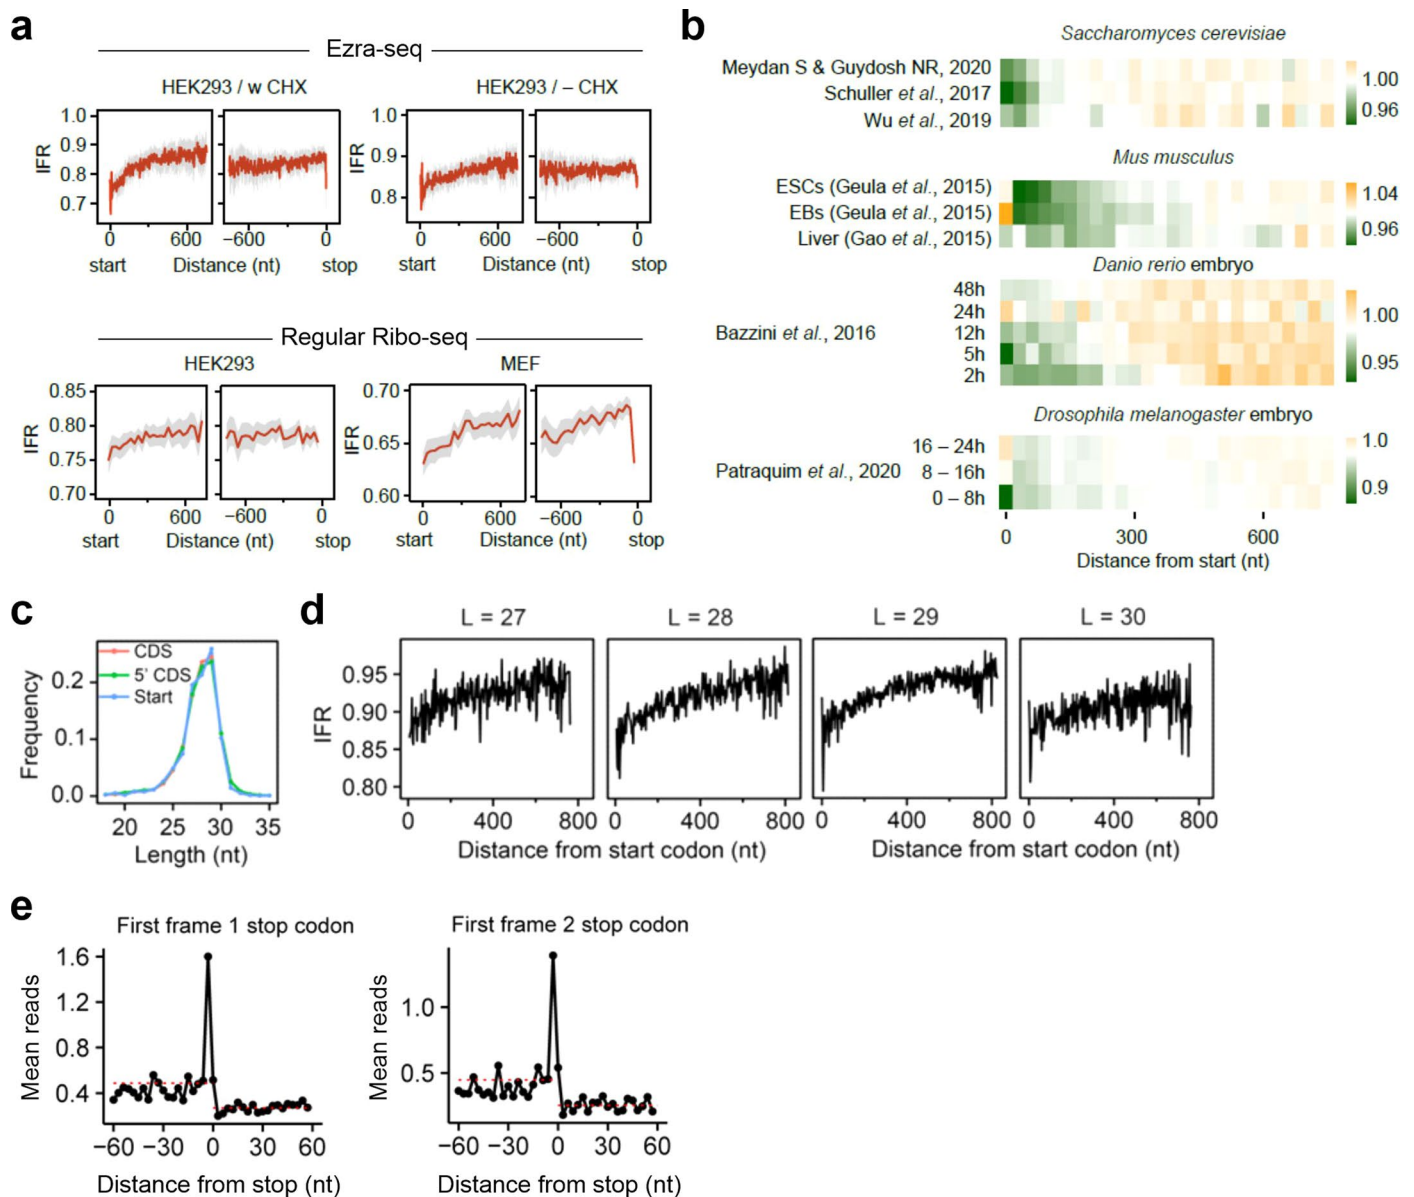 a
Ezra-seq
HEK293 / w CHX
HEK293 / – CHX
IFR
1.0
0.9
0.8
0.7
0
600
−600
0
start
Distance (nt)
stop
IFR
1.0
0.9
0.8
0
600
−600
0
start
Distance (nt)
stop
Regular Ribo-seq
HEK293
MEF
IFR
0.85
0.80
0.75
0.70
0
600
−600
0
start
Distance (nt)
stop
IFR
0.70
0.65
0.60
0
600
−600
0
start
Distance (nt)
stop
b
Saccharomyces cerevisiae
Meydan S & Guydosh NR, 2020
Schuller et al., 2017
Wu et al., 2019
1.00
0.96
Mus musculus
ESCs (Geula et al., 2015)
EBs (Geula et al., 2015)
Liver (Gao et al., 2015)
1.04
0.96
Danio rerio embryo
Bazzini et al., 2016
48h
24h
12h
5h
2h
1.00
0.95
Drosophila melanogaster embryo
Patraquim et al., 2020
16 – 24h
8 – 16h
0 – 8h
1.0
0.9
0
300
600
Distance from start (nt)
c
CDS
5' CDS
Start
Frequency
0.2
0.1
0.0
20
25
30
35
Length (nt)
d
L = 27
L = 28
L = 29
L = 30
IFR
0.95
0.90
0.85
0.80
0
400
800
0
400
800
0
400
800
0
400
800
Distance from start codon (nt)
Distance from start codon (nt)
e
First frame 1 stop codon
Mean reads
1.6
1.2
0.8
0.4
−60
−30
0
30
60
Distance from stop (nt)
First frame 2 stop codon
Mean reads
1.0
0.5
−60
−30
0
30
60
Distance from stop (nt)